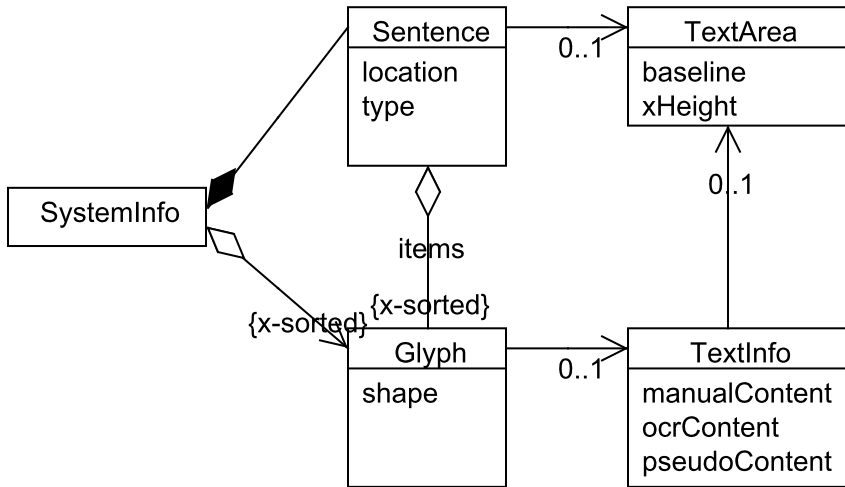 Sentence
location
type
0..1
TextArea
baseline
xHeight
0..1
SystemInfo
items
{x-sorted}
{x-sorted}
Glyph
shape
0..1
TextInfo
manualContent
ocrContent
pseudoContent